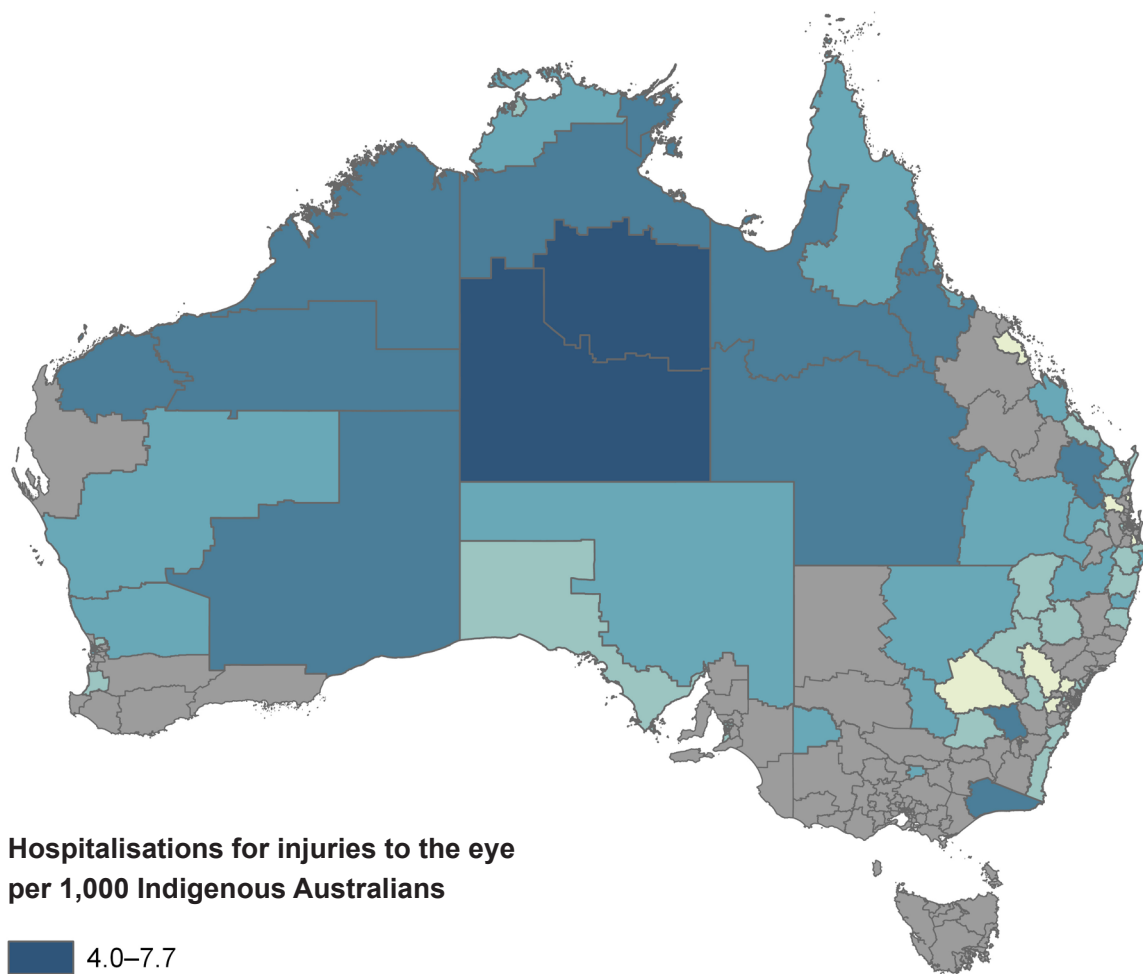 Hospitalisations for injuries to the eye
per 1,000 Indigenous Australians
4.0–7.7